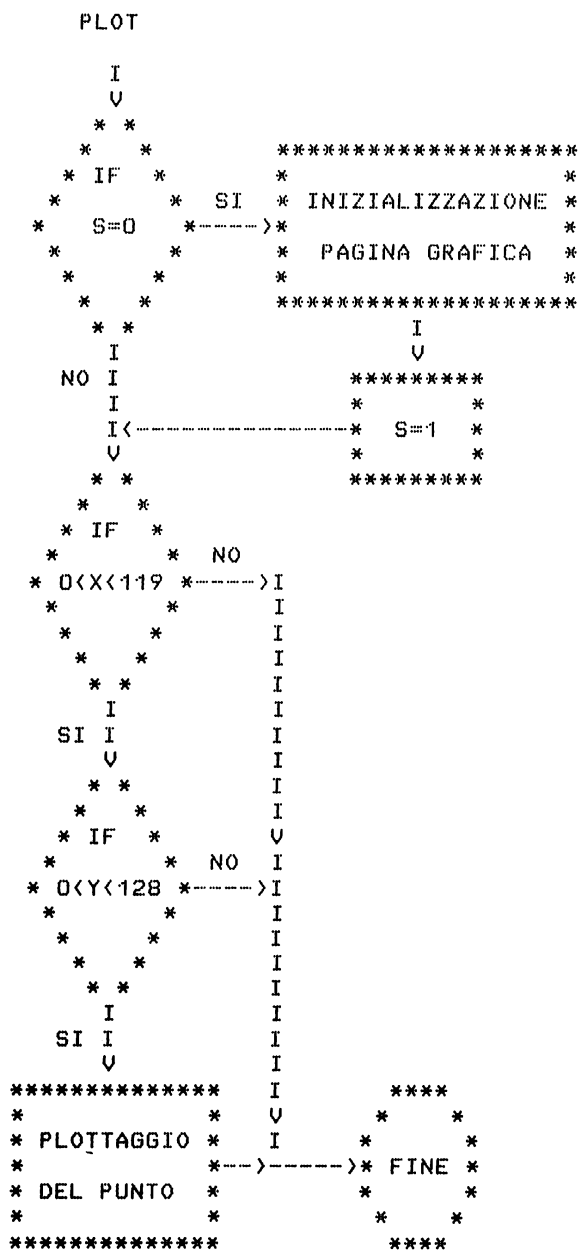 PLOT
IF
S=0
SI
INIZIALIZZAZIONE
PAGINA GRAFICA
NO
S=1
IF
0<X<119
NO
SI
IF
0<Y<128
NO
SI
PLOTTAGGIO
DEL PUNTO
FINE